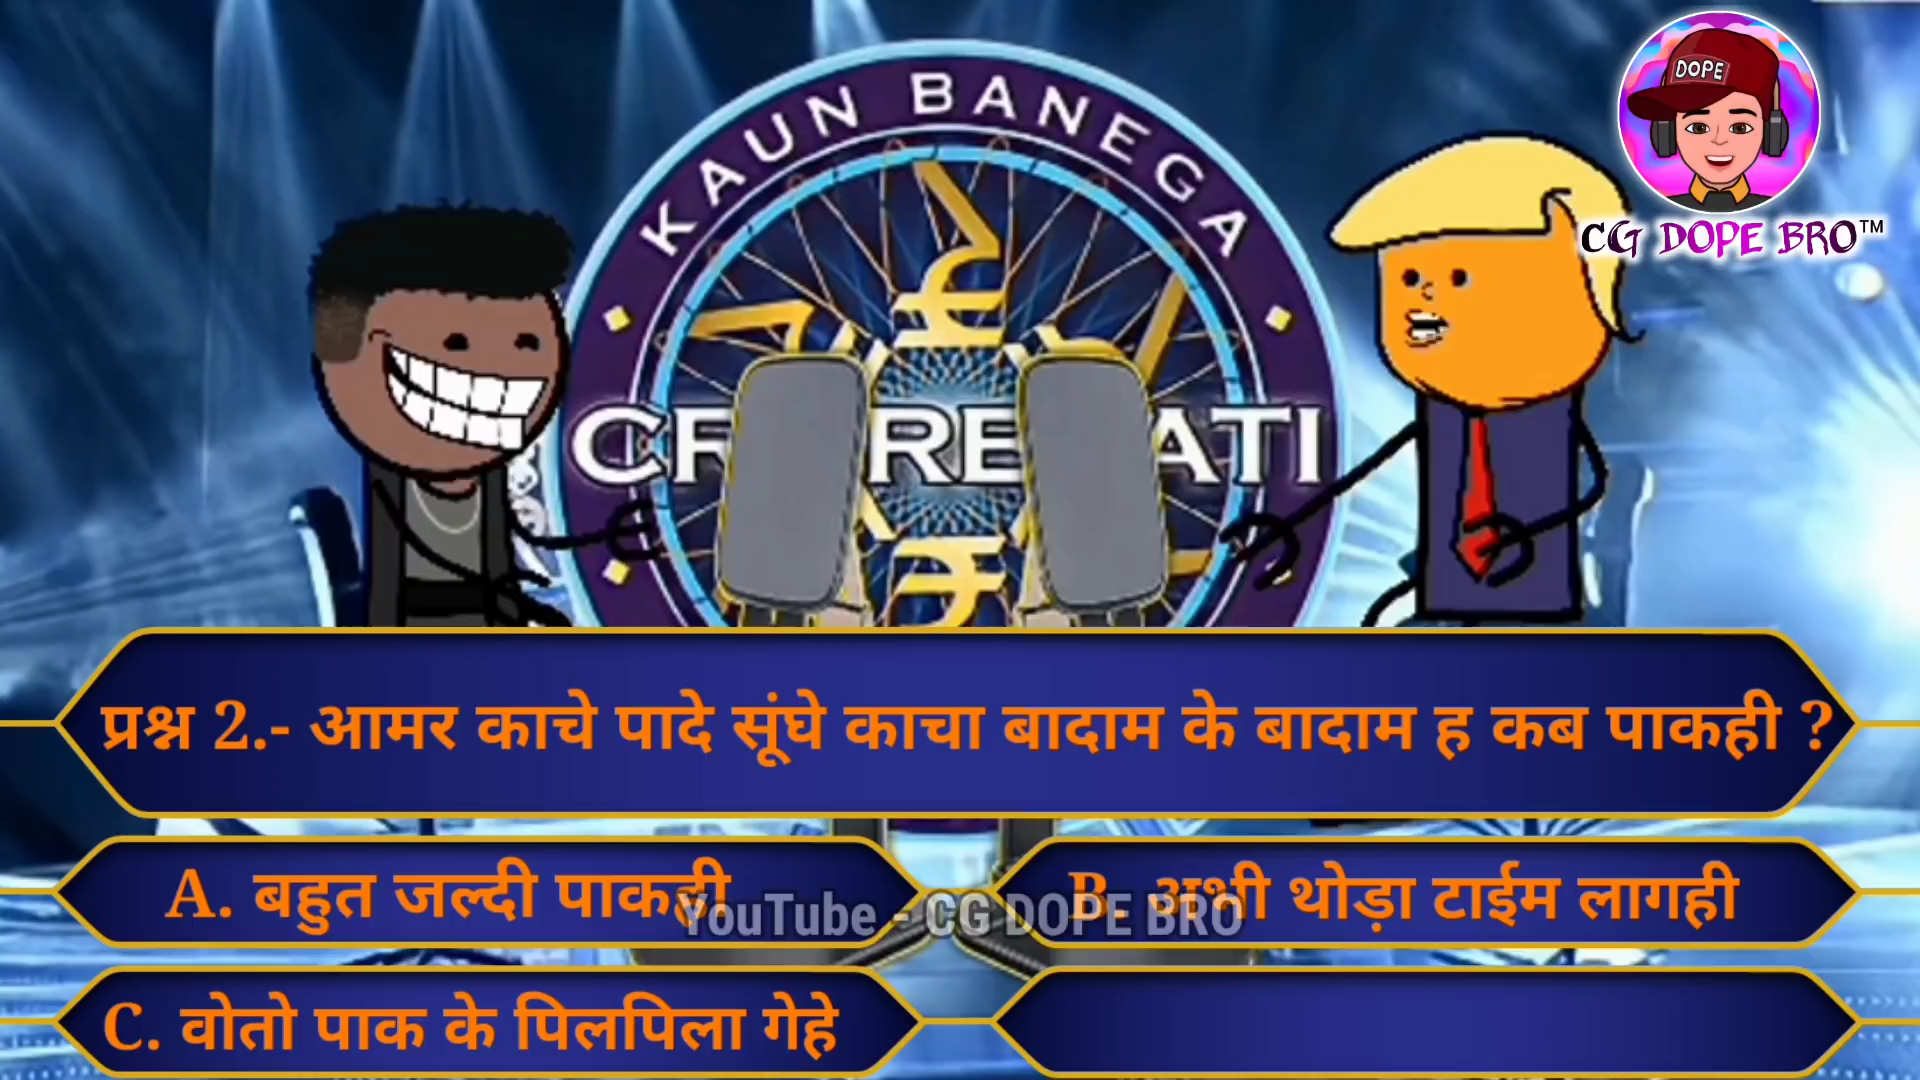 DOPE
CG DOPE BRO™
KAUN BANEGA
प्रश्न 2.- आमर काचे पादे सूंघे काचा बादाम के बादाम ह कब पाकही ?
A. बहुत जल्दी पाकही
B. अभी थोड़ा टाईम लागही
YouTube - CG DOPE BRO
C. वोतो पाक के पिलपिला गेहे